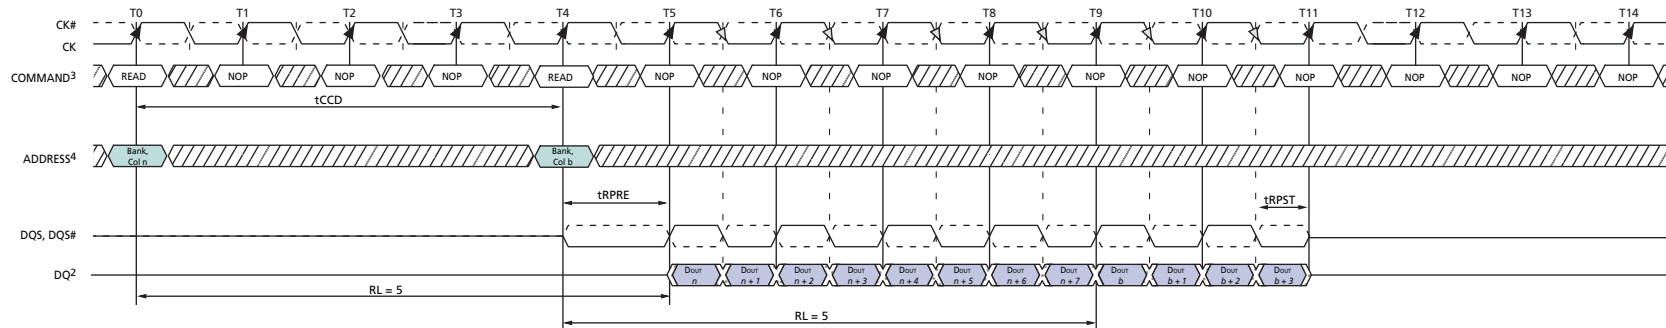 T0 T1 T2 T3 T4 T5 T6 T7 T8 T9 T10 T11 T12 T13 T14
CK#
CK
COMMAND3 READ NOP NOP NOP READ NOP NOP NOP NOP NOP NOP NOP NOP NOP NOP
tCCD
ADDRESS4
Bank,
Col n
Bank,
Col b
tRPRE
tRPST
DQS, DQS#
DQ2
DOUT
n
DOUT
n + 1
DOUT
n + 2
DOUT
n + 3
DOUT
n + 4
DOUT
n + 5
DOUT
n + 6
DOUT
n + 7
DOUT
b
DOUT
b + 1
DOUT
b + 2
DOUT
b + 3
RL = 5
RL = 5